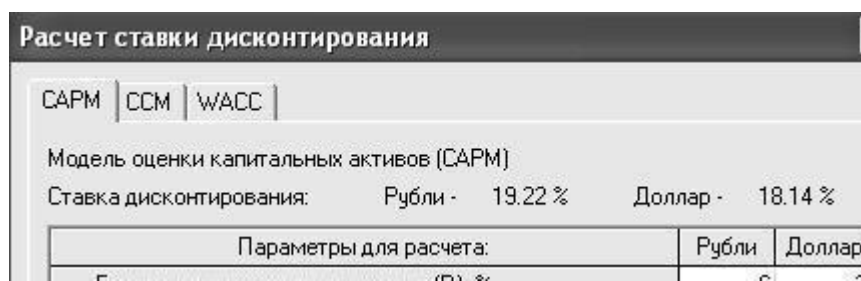 Расчет ставки дисконтирования
CAPM CCM WACC
Модель оценки капитальных активов (CAPM)
Ставка дисконтирования: Рубли - 19.22 % Доллар - 18.14 %
Параметры для расчета: Рубли Доллар